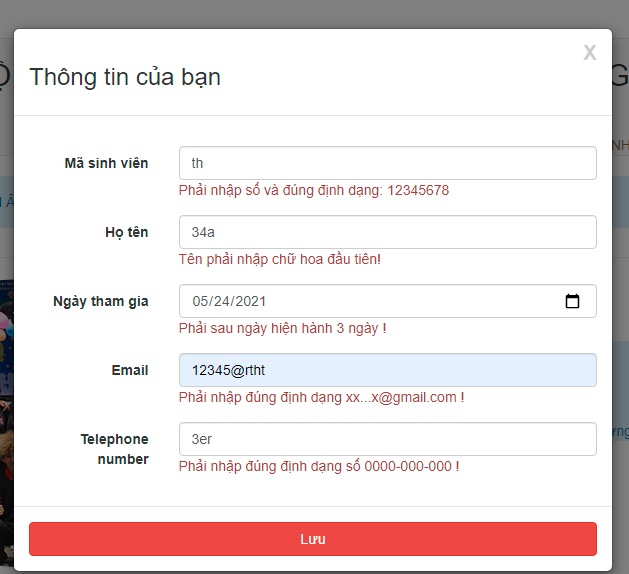 X
Thông tin của bạn
Mã sinh viên
th
Phải nhập số và đúng định dạng: 12345678
Họ tên
34a
Tên phải nhập chữ hoa đầu tiên!
Ngày tham gia
05/24/2021
Phải sau ngày hiện hành 3 ngày !
Email
12345@rtht
Phải nhập đúng định dạng xx...x@gmail.com !
Telephone
number
3er
Phải nhập đúng định dạng số 0000-000-000 !
Lưu